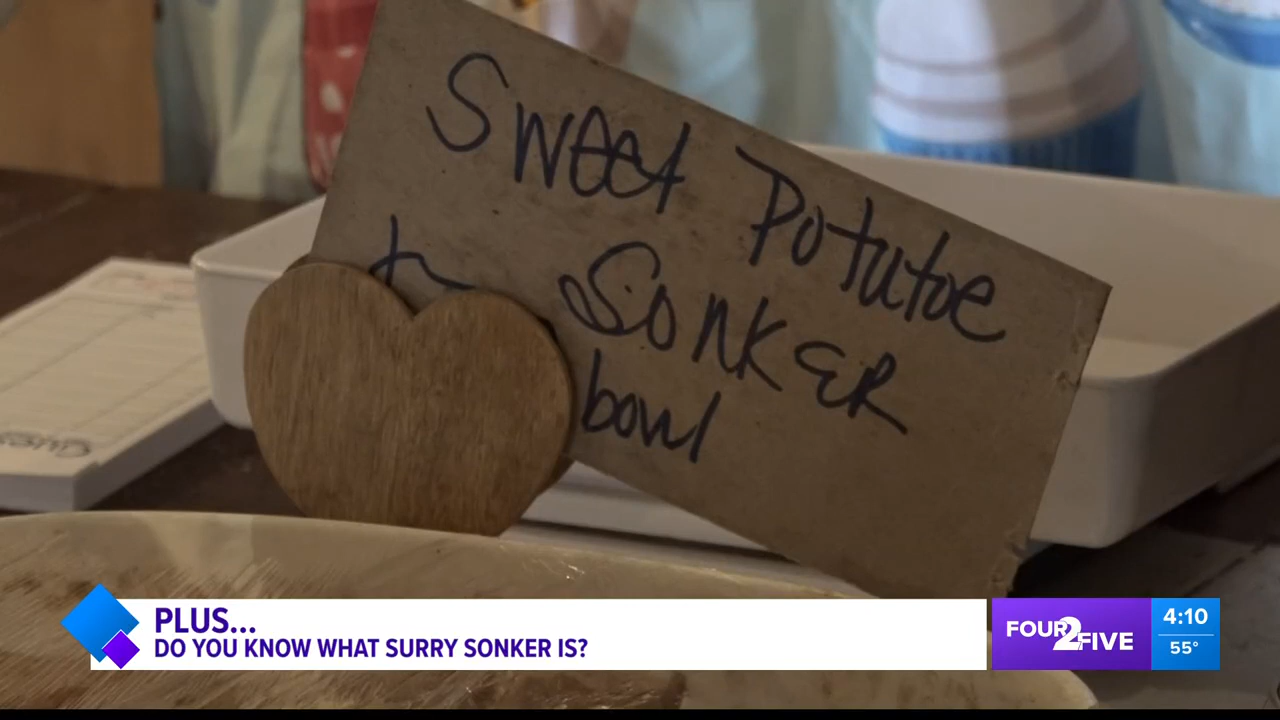 Sweet Potatoe
Sonker
bowl
PLUS...
DO YOU KNOW WHAT SURRY SONKER IS?
FOUR2FIVE
4:10
55°